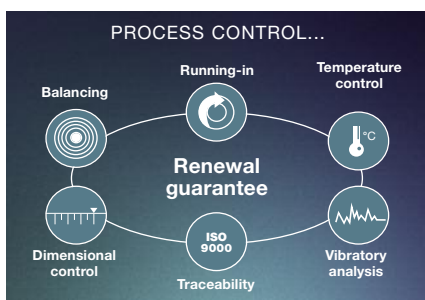 PROCESS CONTROL...
Running-in
Temperature
control
Balancing
°C
Renewal
guarantee
ISO
9000
Dimensional
control
Vibratory
analysis
Traceability